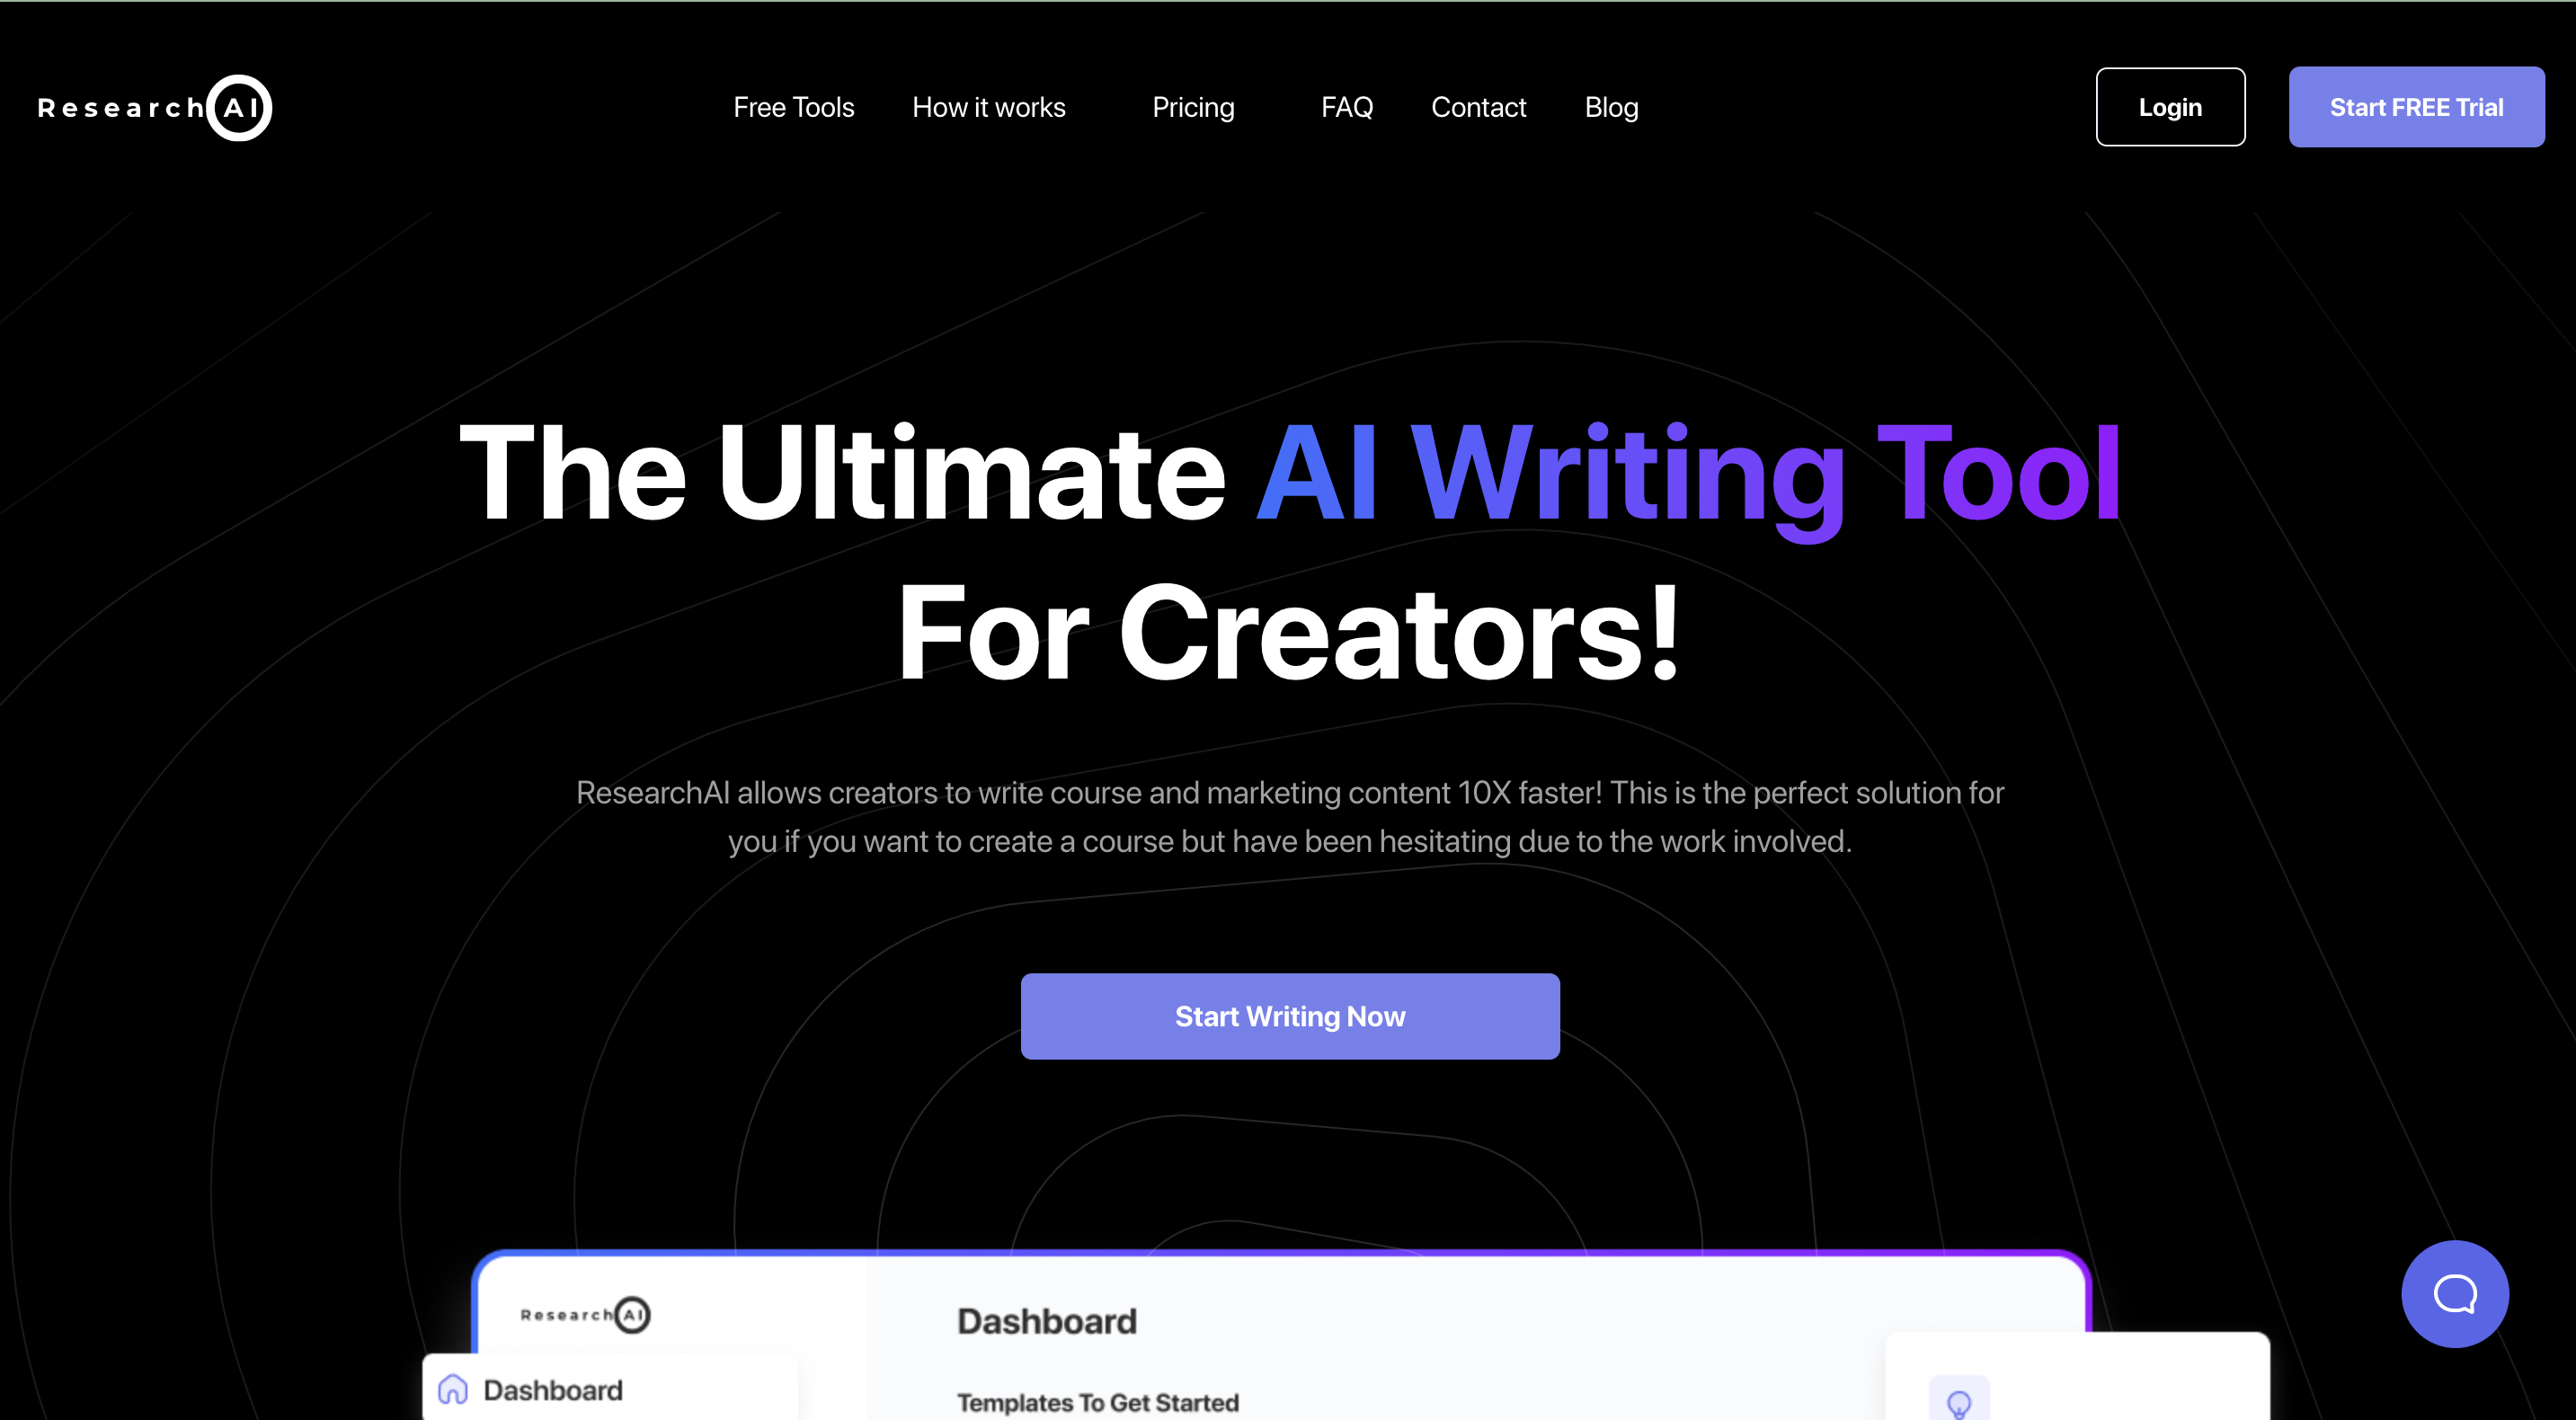 ResearchAI
Free Tools
How it works
Pricing
FAQ
Contact
Blog
Login
Start FREE Trial
The Ultimate AI Writing Tool
For Creators!
ResearchAI allows creators to write course and marketing content 10X faster! This is the perfect solution for
you if you want to create a course but have been hesitating due to the work involved.
Start Writing Now
ResearchAI
Dashboard
Dashboard
Templates To Get Started